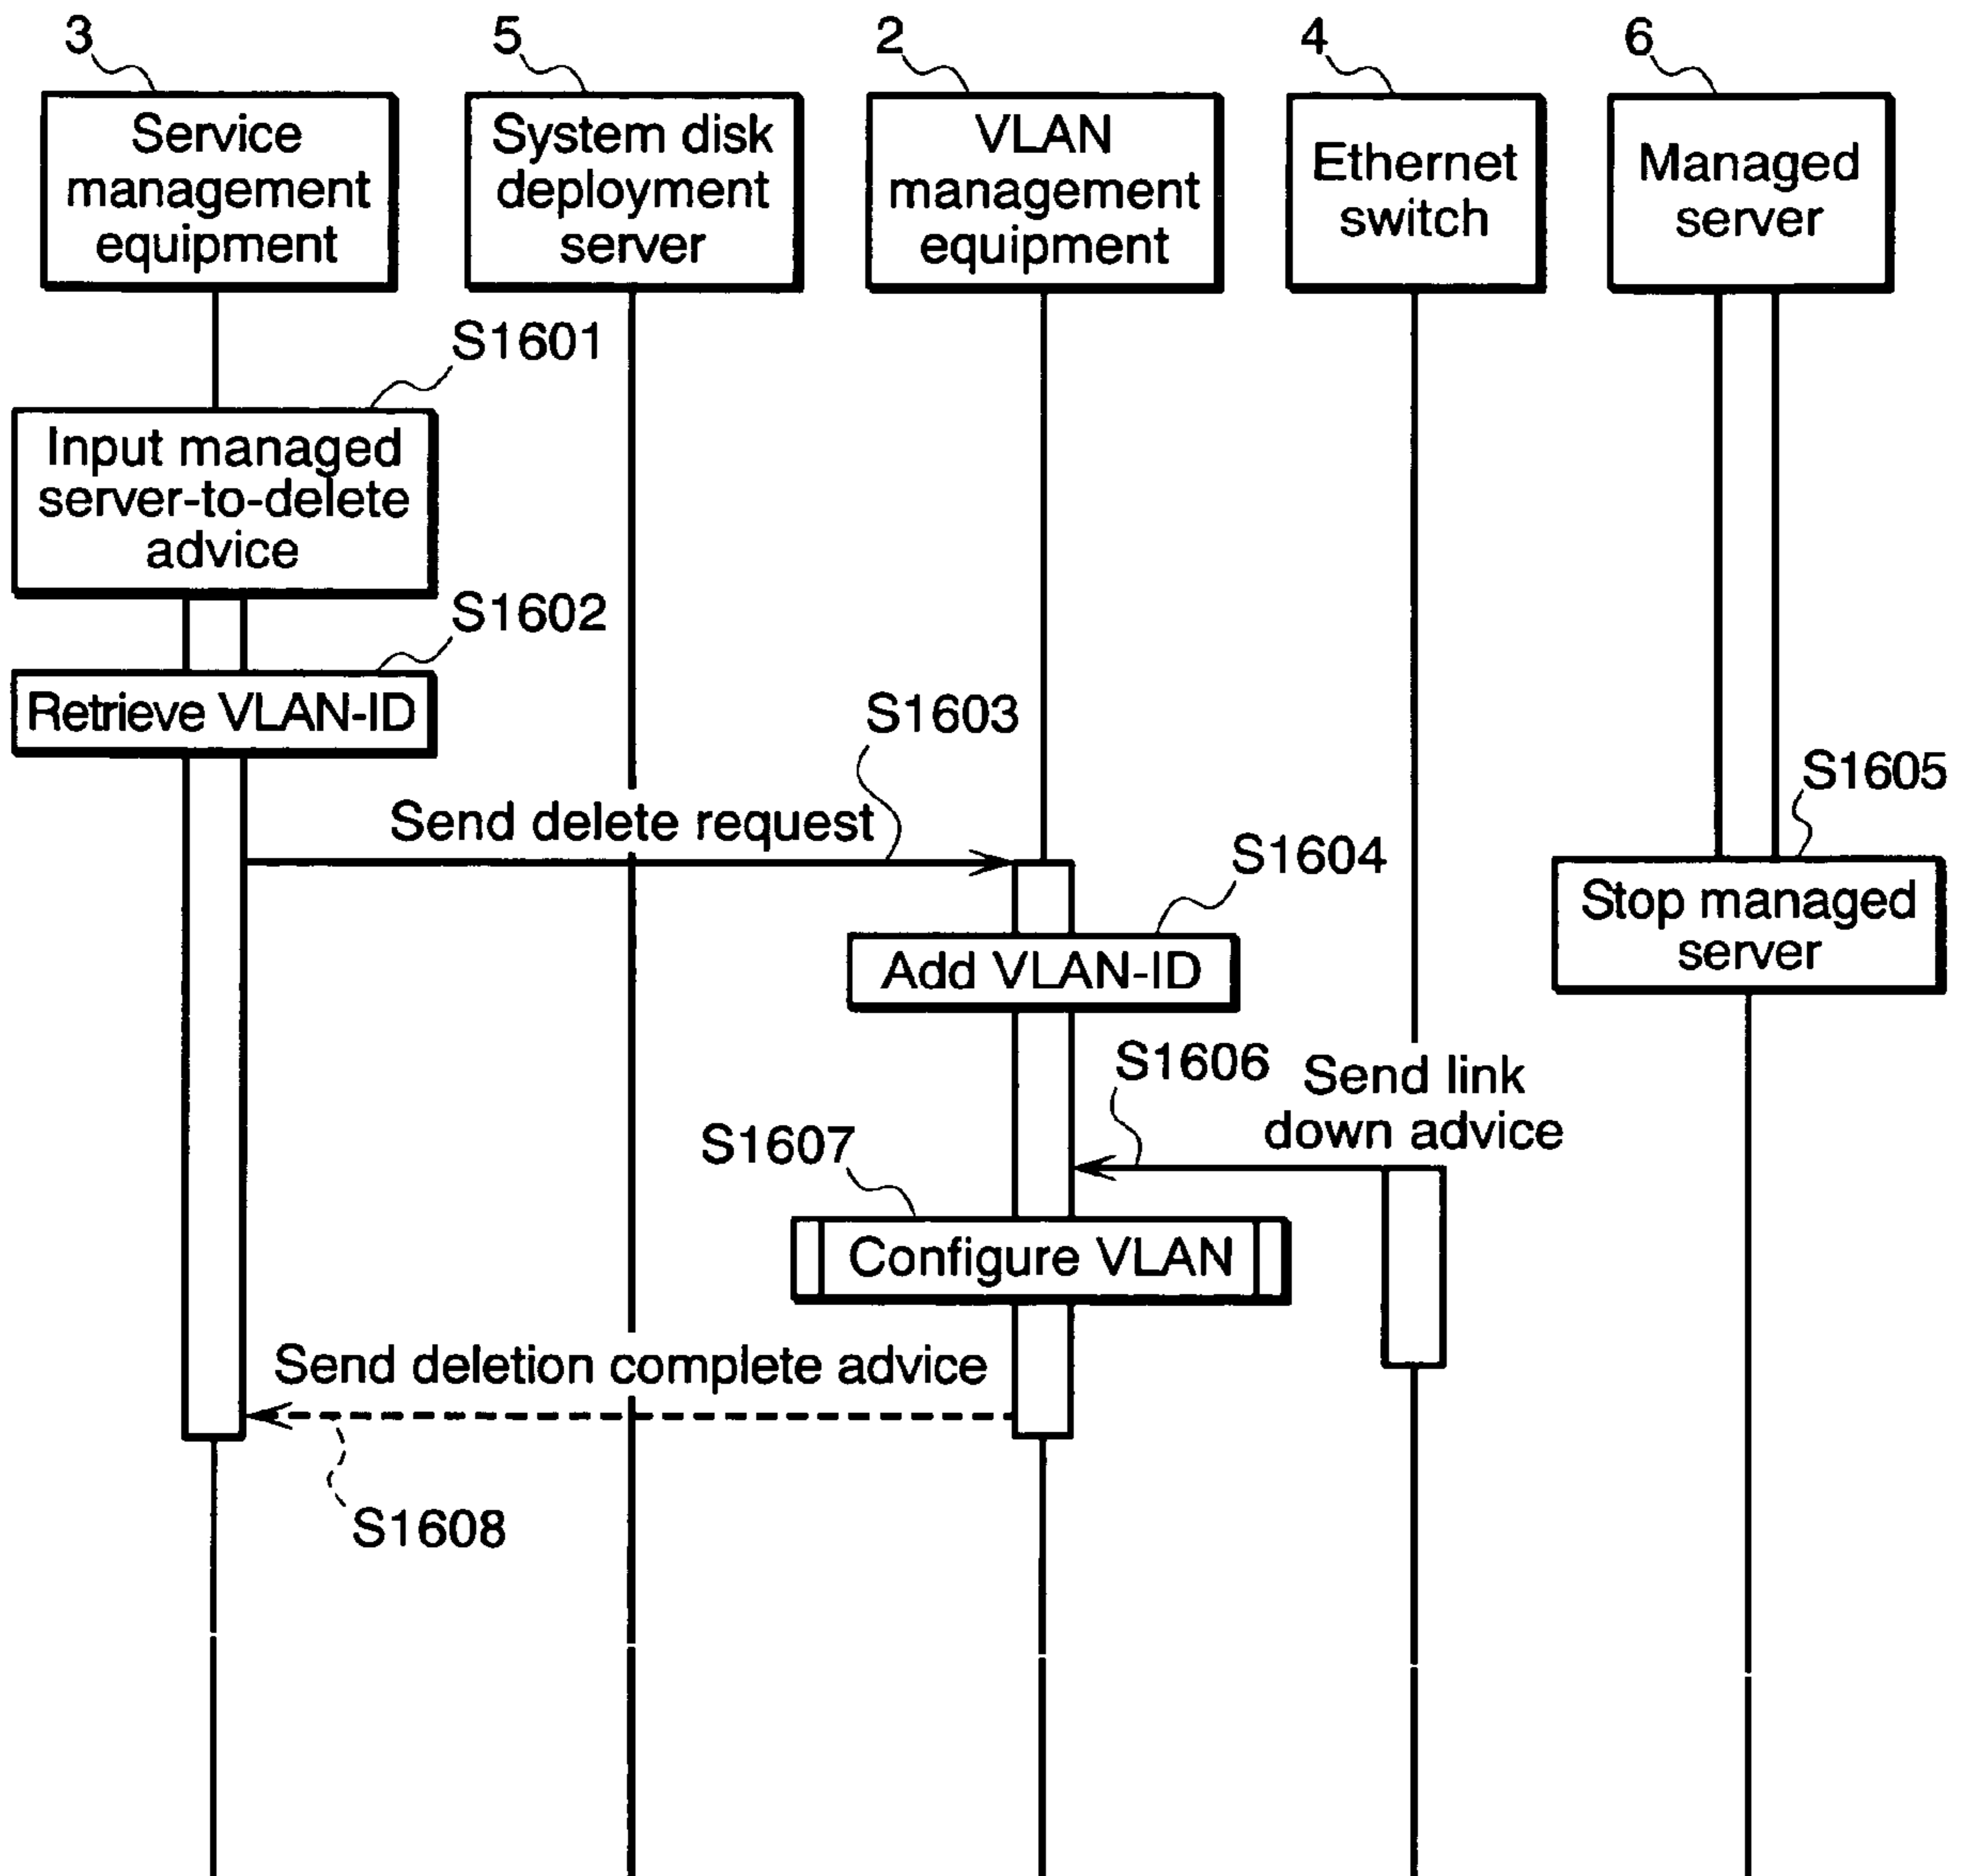 3
5
2
4
6
Service
management
equipment
System disk
deployment
server
VLAN
management
equipment
Ethernet
switch
Managed
server
S1601
Input managed
server-to-delete
advice
S1602
Retrieve VLAN-ID
S1603
Send delete request
S1604
Add VLAN-ID
S1605
Stop managed
server
S1606
Send link
down advice
S1607
Configure VLAN
Send deletion complete advice
S1608